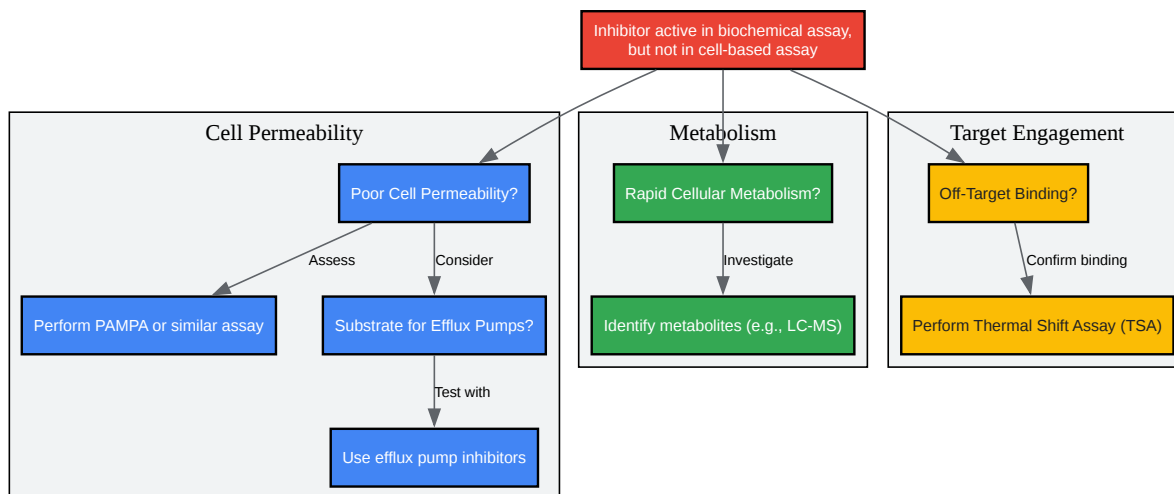 Inhibitor active in biochemical assay,
but not in cell-based assay
Cell Permeability
Metabolism
Target Engagement
Poor Cell Permeability?
Rapid Cellular Metabolism?
Off-Target Binding?
Assess
Consider
Investigate
Confirm binding
Perform PAMPA or similar assay
Substrate for Efflux Pumps?
Identify metabolites (e.g., LC-MS)
Perform Thermal Shift Assay (TSA)
Test with
Use efflux pump inhibitors